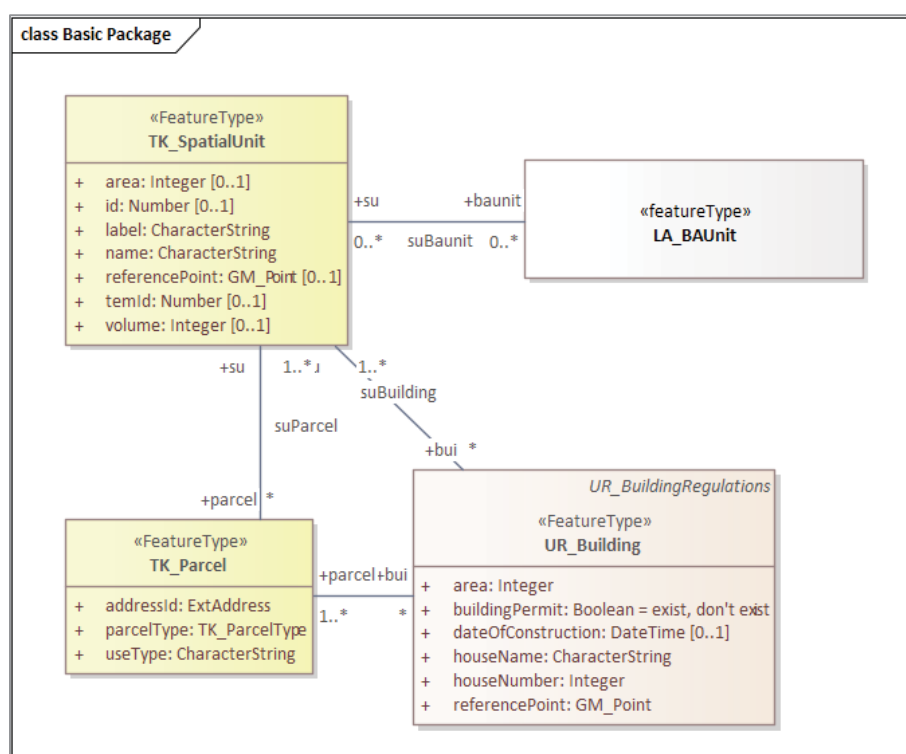 class Basic Package
«FeatureType»
TK_SpatialUnit
+ area: Integer [0..1]
+ id: Number [0..1]
+ label: CharacterString
+ name: CharacterString
+ referencePoint: GM_Point [0..1]
+ temId: Number [0..1]
+ volume: Integer [0..1]
+su +baunit
0..* suBaunit 0..*
«featureType»
LA_BAUnit
+su 1..* 1..*
suBuilding
suParcel
+bui *
+parcel *
UR_BuildingRegulations
«FeatureType»
UR_Building
+ area: Integer
+ buildingPermit: Boolean = exist, don't exist
+ dateOfConstruction: DateTime [0..1]
+ houseName: CharacterString
+ houseNumber: Integer
+ referencePoint: GM_Point
«FeatureType»
TK_Parcel
+ addressId: ExtAddress
+ parcelType: TK_ParcelType
+ useType: CharacterString
+parcel+bui
1..* *